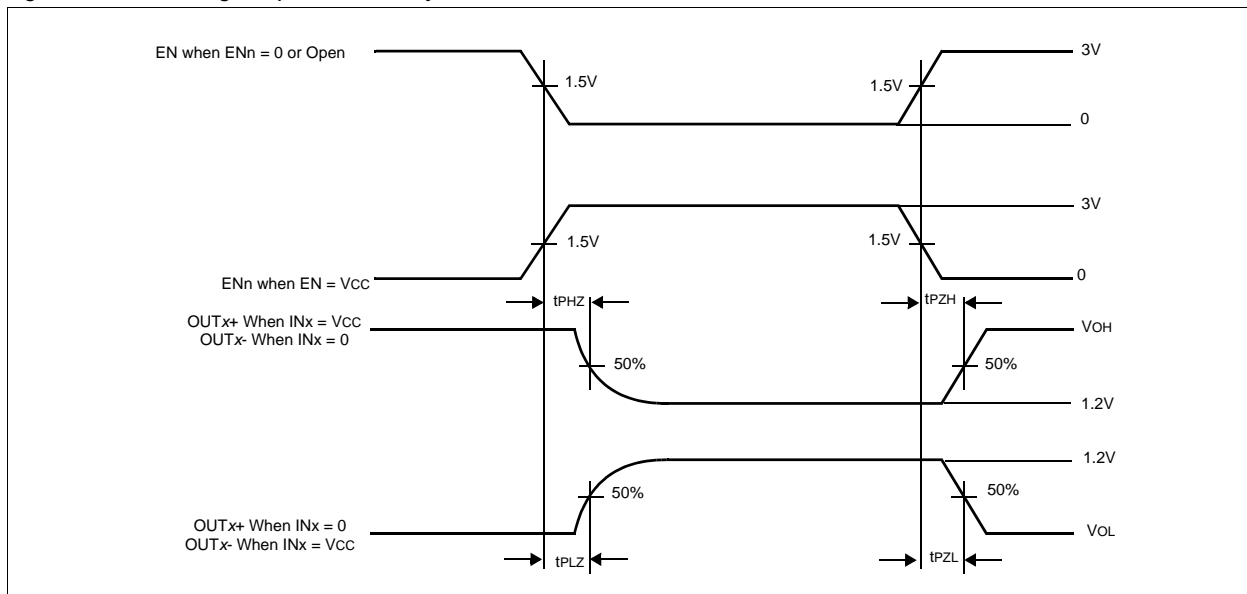 EN when ENn = 0 or Open
3V
1.5V
1.5V
0
3V
1.5V
1.5V
ENn when EN = VCC
0
tPHZ
tPZH
OUTx+ When INx = VCC
OUTx- When INx = 0
VOH
50%
50%
1.2V
1.2V
50%
50%
OUTx+ When INx = 0
OUTx- When INx = VCC
VOL
tPLZ
tPZL